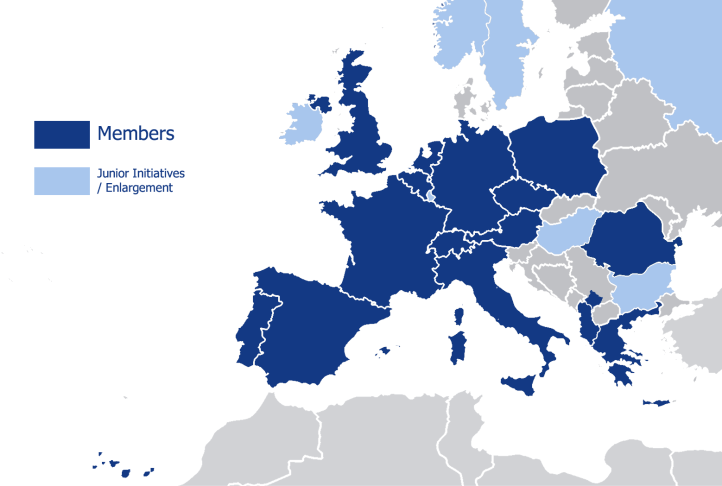 Members
Junior Initiatives
/ Enlargement